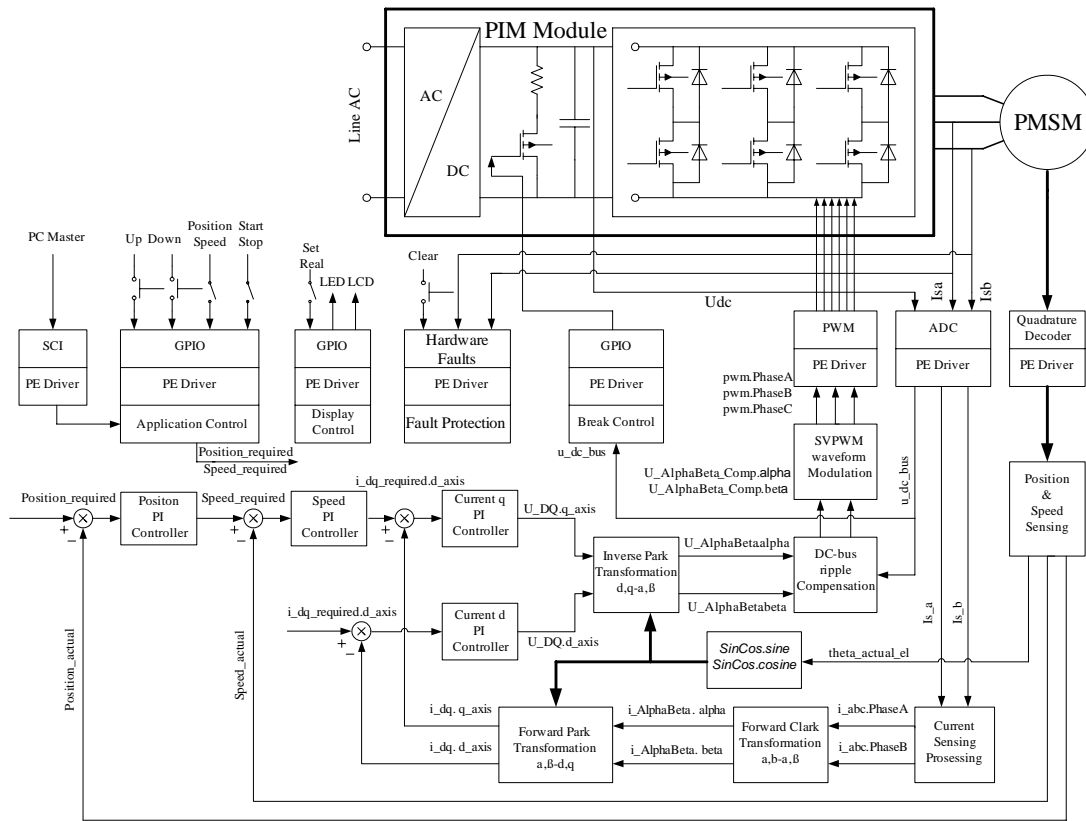 PIM Module
Line AC
AC
DC
PMSM
PC Master
Up
Down
Position
Speed
Start
Stop
Set
Real
LED
LCD
Clear
Udc
Isa
Isb
SCI
PE Driver
GPIO
PE Driver
Application Control
GPIO
PE Driver
Display
Control
Hardware
Faults
PE Driver
Fault Protection
GPIO
PE Driver
Break Control
PWM
PE Driver
ADC
PE Driver
Quadrature
Decoder
PE Driver
pwm.PhaseA
pwm.PhaseB
pwm.PhaseC
Position_required
Speed_required
u_dc_bus
SVPWM
waveform
Modulation
u_dc_bus
U_AlphaBeta_Comp.alpha
U_AlphaBeta_Comp.beta
Position &
Speed
Sensing
Position_required
+
−
Positon
PI
Controller
Speed_required
+
−
Speed
PI
Controller
i_dq_required.d_axis
+
−
Current q
PI
Controller
U_DQ.q_axis
Inverse Park
Transformation
d,q-a,ß
U_AlphaBeta.alpha
U_AlphaBetabeta
DC-bus
ripple
Compensation
i_dq_required.d_axis
+
−
Current d
PI
Controller
U_DQ.d_axis
Is_a
Is_b
SinCos.sine
SinCos.cosine
theta_actual_el
Position_actual
Speed_actual
i_dq. q_axis
i_dq. d_axis
Forward Park
Transformation
a,ß-d,q
i_AlphaBeta. alpha
i_AlphaBeta. beta
Forward Clark
Transformation
a,b-a,ß
i_abc.PhaseA
i_abc.PhaseB
Current
Sensing
Prosessing